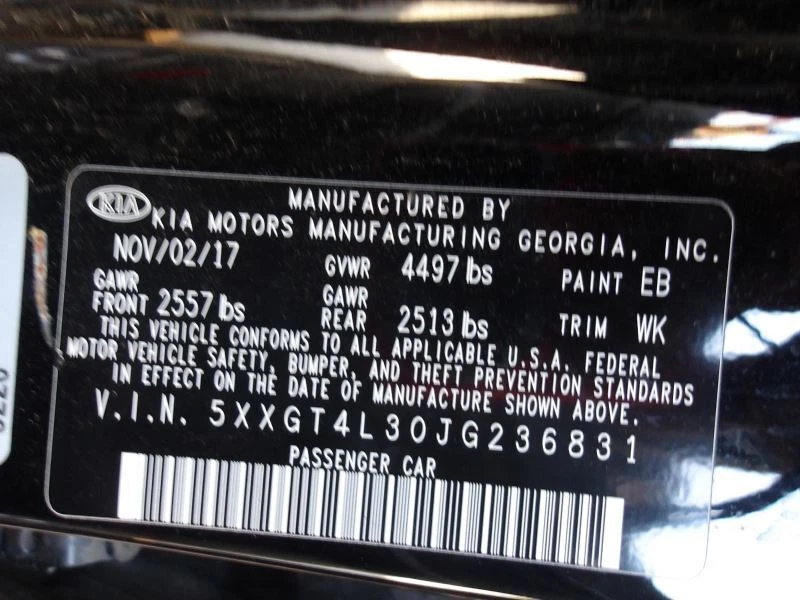 KIA
MANUFACTURED BY
KIA MOTORS MANUFACTURING GEORGIA, INC.
NOV/02/17 GVWR 4497 lbs PAINT EB
GAWR FRONT 2557 lbs GAWR REAR 2513 lbs TRIM WK
THIS VEHICLE CONFORMS TO ALL APPLICABLE U.S.A. FEDERAL
MOTOR VEHICLE SAFETY, BUMPER, AND THEFT PREVENTION STANDARDS
IN EFFECT ON THE DATE OF MANUFACTURE SHOWN ABOVE.
V.I.N. 5XXGT4L30JG236831
PASSENGER CAR